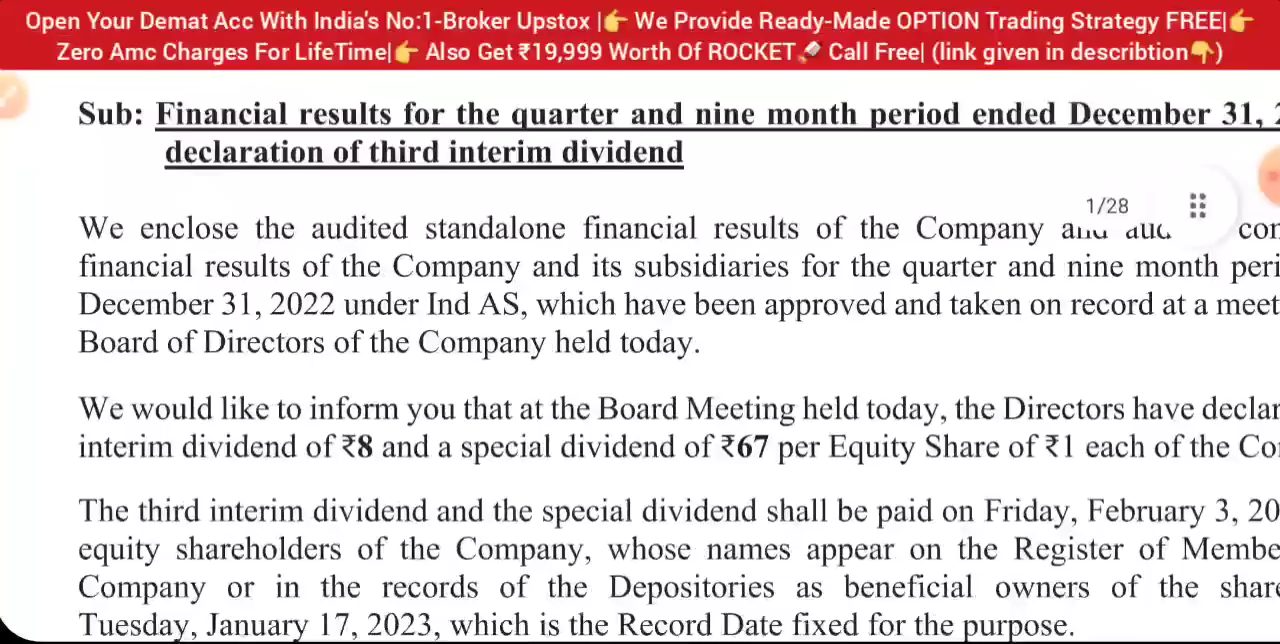 Open Your Demat Acc With India's No:1-Broker Upstox |👉 We Provide Ready-Made OPTION Trading Strategy FREE|👉
Zero Amc Charges For LifeTime|👉 Also Get ₹19,999 Worth Of ROCKET🚀 Call Free| (link given in describtion👇)
Sub: Financial results for the quarter and nine month period ended December 31,
declaration of third interim dividend
1/28
We enclose the audited standalone financial results of the Company
financial results of the Company and its subsidiaries for the quarter and nine month peri
December 31, 2022 under Ind AS, which have been approved and taken on record at a meet
Board of Directors of the Company held today.
We would like to inform you that at the Board Meeting held today, the Directors have declar
interim dividend of ₹8 and a special dividend of ₹67 per Equity Share of ₹1 each of the Co
The third interim dividend and the special dividend shall be paid on Friday, February 3, 20
equity shareholders of the Company, whose names appear on the Register of Membe
Company or in the records of the Depositories as beneficial owners of the share
Tuesday, January 17, 2023, which is the Record Date fixed for the purpose.